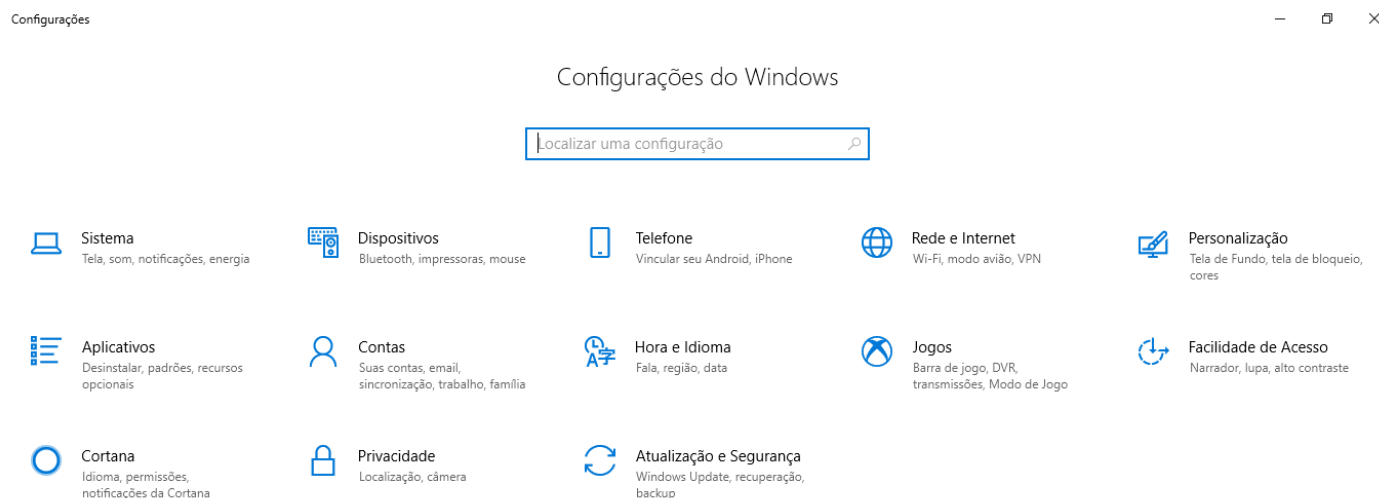 Configurações
Configurações do Windows
Localizar uma configuração
Sistema
Tela, som, notificações, energia
Dispositivos
Bluetooth, impressoras, mouse
Telefone
Vincular seu Android, iPhone
Rede e Internet
Wi-Fi, modo avião, VPN
Personalização
Tela de Fundo, tela de bloqueio,
cores
Aplicativos
Desinstalar, padrões, recursos
opcionais
Contas
Suas contas, email,
sincronização, trabalho, família
Hora e Idioma
Fala, região, data
Jogos
Barra de jogo, DVR,
transmissões, Modo de Jogo
Facilidade de Acesso
Narrador, lupa, alto contraste
Cortana
Idioma, permissões,
notificações da Cortana
Privacidade
Localização, câmera
Atualização e Segurança
Windows Update, recuperação,
backup